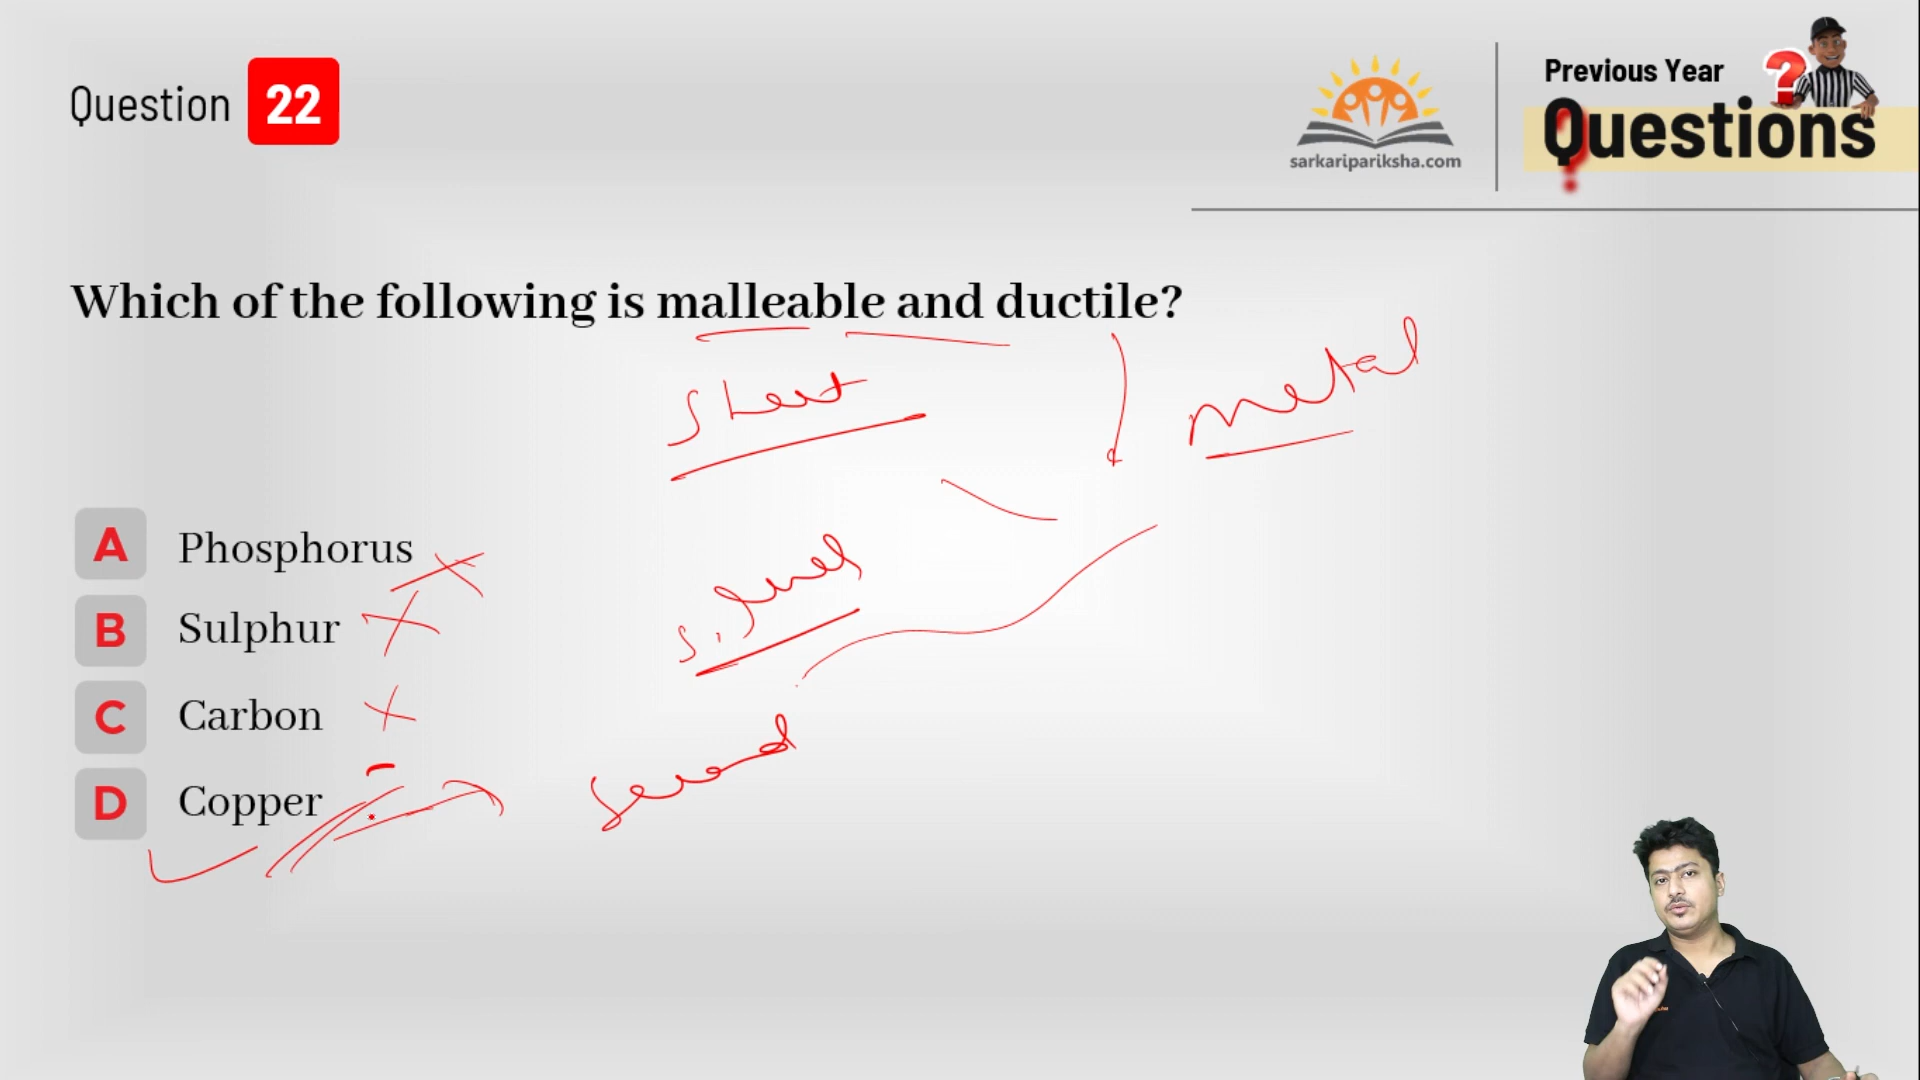 Question 22
sarkaripariksha.com
Previous Year
Questions
Which of the following is malleable and ductile?
Sheet
metal
A Phosphorus
B Sulphur
C Carbon
D Copper